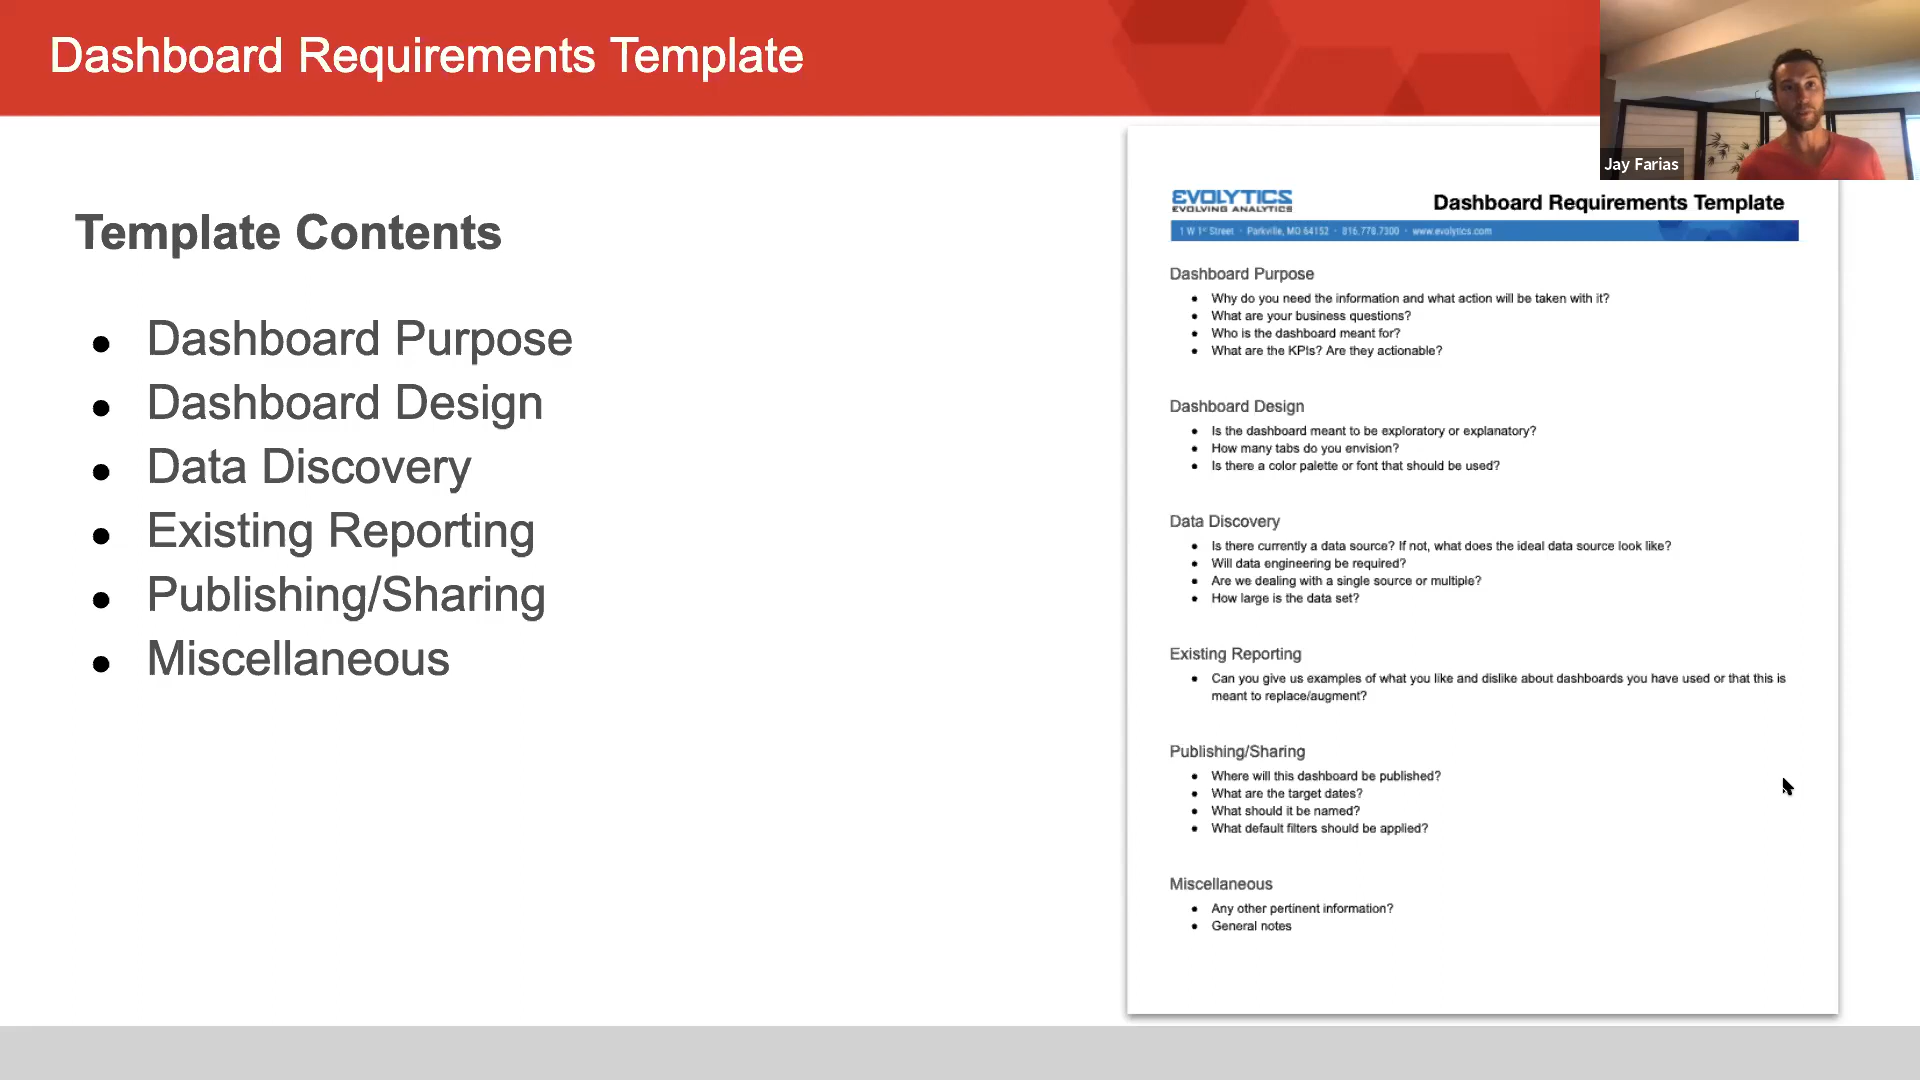 Dashboard Requirements Template
Jay Farias
Template Contents
● Dashboard Purpose
● Dashboard Design
● Data Discovery
● Existing Reporting
● Publishing/Sharing
● Miscellaneous
EVOLYTICS
EVOLVING ANALYTICS
Dashboard Requirements Template
1 W 1st Street · Parkville, MO 64152 · 816.778.7300 · www.evolytics.com
Dashboard Purpose
● Why do you need the information and what action will be taken with it?
● What are your business questions?
● Who is the dashboard meant for?
● What are the KPIs? Are they actionable?
Dashboard Design
● Is the dashboard meant to be exploratory or explanatory?
● How many tabs do you envision?
● Is there a color palette or font that should be used?
Data Discovery
● Is there currently a data source? If not, what does the ideal data source look like?
● Will data engineering be required?
● Are we dealing with a single source or multiple?
● How large is the data set?
Existing Reporting
● Can you give us examples of what you like and dislike about dashboards you have used or that this is
meant to replace/augment?
Publishing/Sharing
● Where will this dashboard be published?
● What are the target dates?
● What should it be named?
● What default filters should be applied?
Miscellaneous
● Any other pertinent information?
● General notes